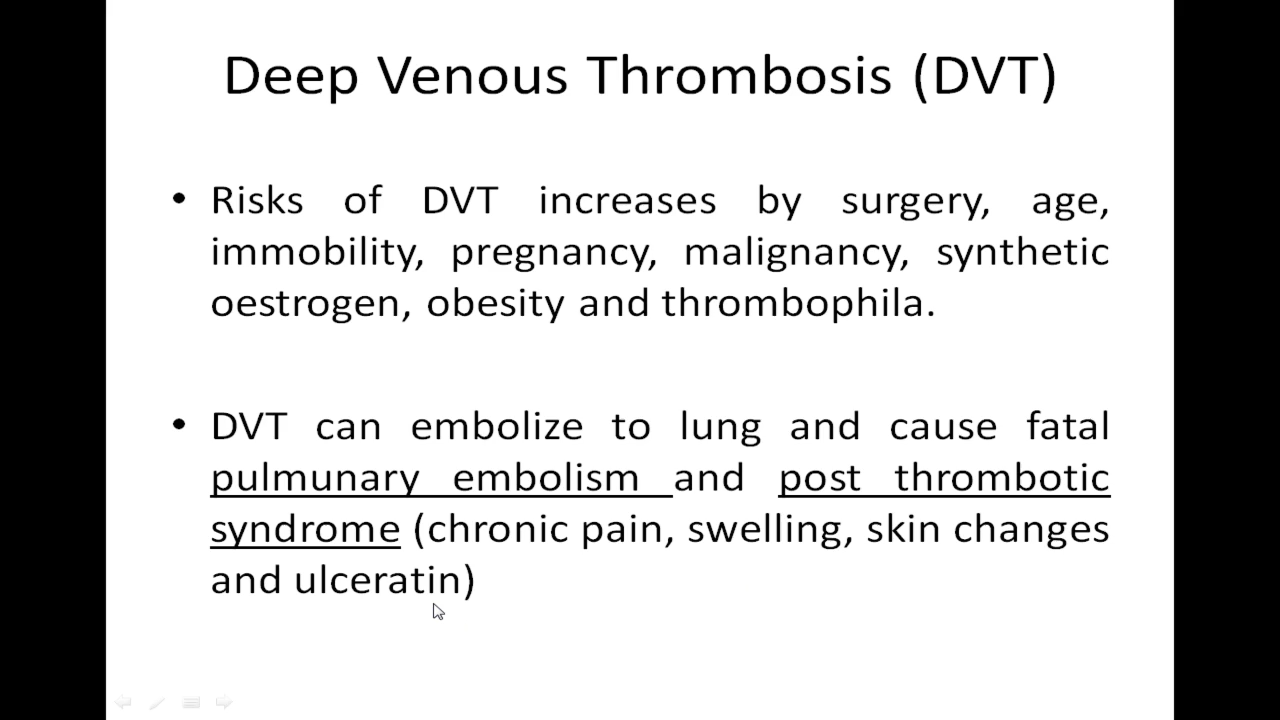 Deep Venous Thrombosis (DVT)
• Risks of DVT increases by surgery, age,
immobility, pregnancy, malignancy, synthetic
oestrogen, obesity and thrombophila.
• DVT can embolize to lung and cause fatal
pulmunary embolism and post thrombotic
syndrome (chronic pain, swelling, skin changes
and ulceratin)